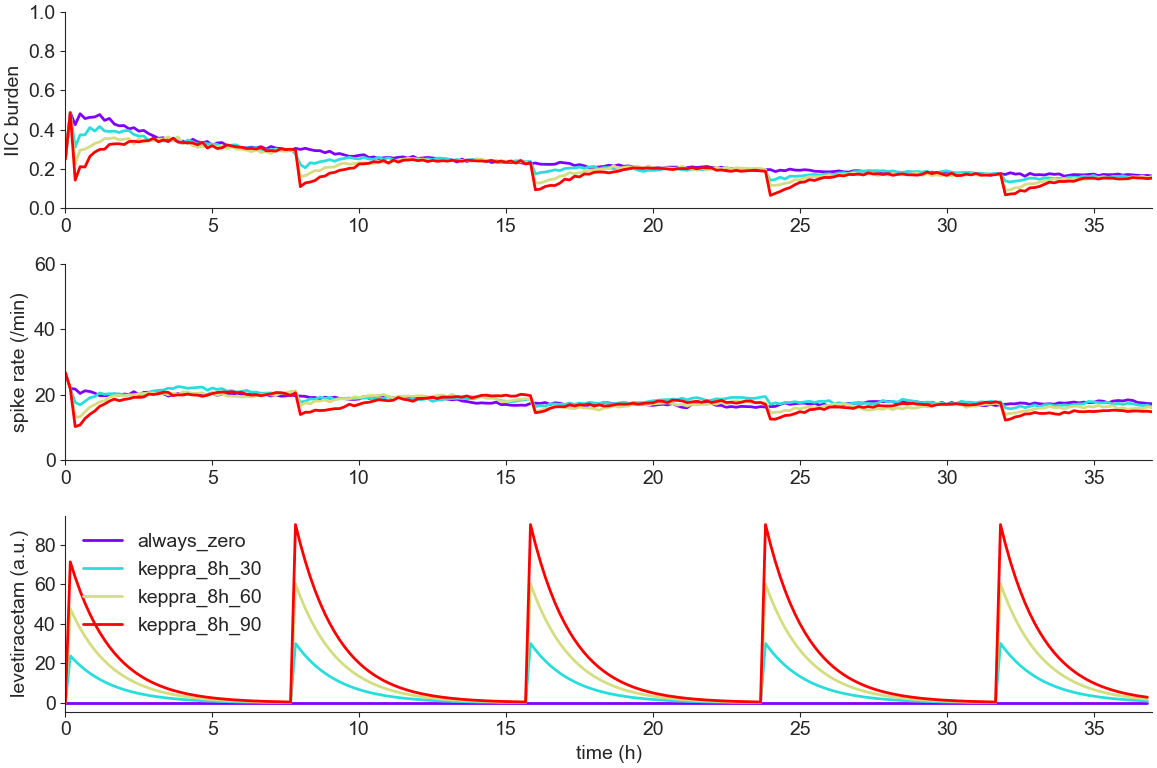 IIC burden
1.0
0.8
0.6
0.4
0.2
0.0
0 5 10 15 20 25 30 35
spike rate (/min)
60
40
20
0
0 5 10 15 20 25 30 35
levetiracetam (a.u.)
80
60
40
20
0
always_zero
keppra_8h_30
keppra_8h_60
keppra_8h_90
0 5 10 15 20 25 30 35
time (h)